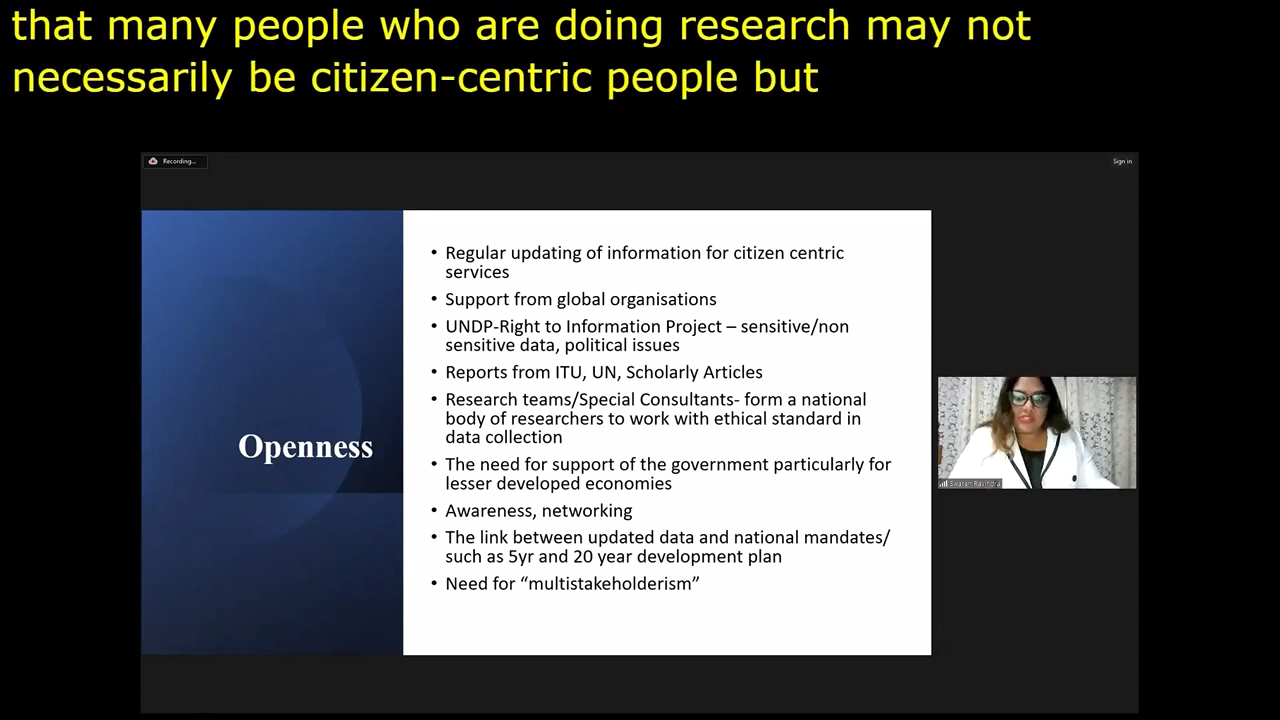 that many people who are doing research may not
necessarily be citizen-centric people but
Recording...
Sign in
Openness
• Regular updating of information for citizen centric
services
• Support from global organisations
• UNDP-Right to Information Project – sensitive/non
sensitive data, political issues
• Reports from ITU, UN, Scholarly Articles
• Research teams/Special Consultants- form a national
body of researchers to work with ethical standard in
data collection
• The need for support of the government particularly for
lesser developed economies
• Awareness, networking
• The link between updated data and national mandates/
such as 5yr and 20 year development plan
• Need for “multistakeholderism”
Swaran Ravindra